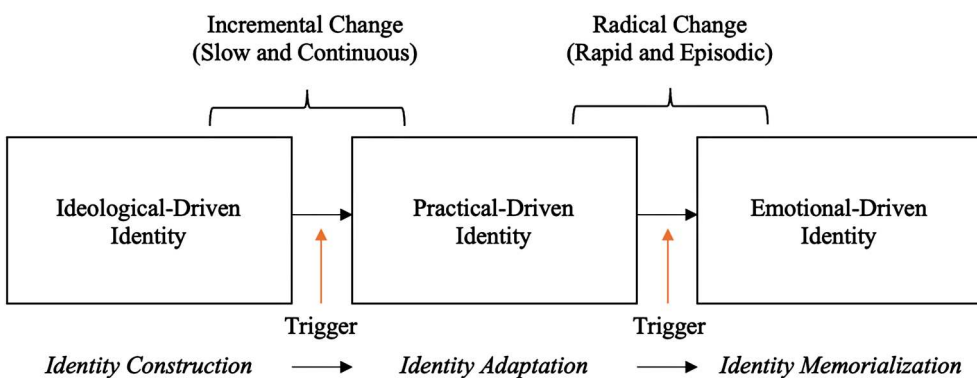 Incremental Change
(Slow and Continuous)
Radical Change
(Rapid and Episodic)
Ideological-Driven
Identity
Practical-Driven
Identity
Emotional-Driven
Identity
Trigger
Trigger
Identity Construction
Identity Adaptation
Identity Memorialization